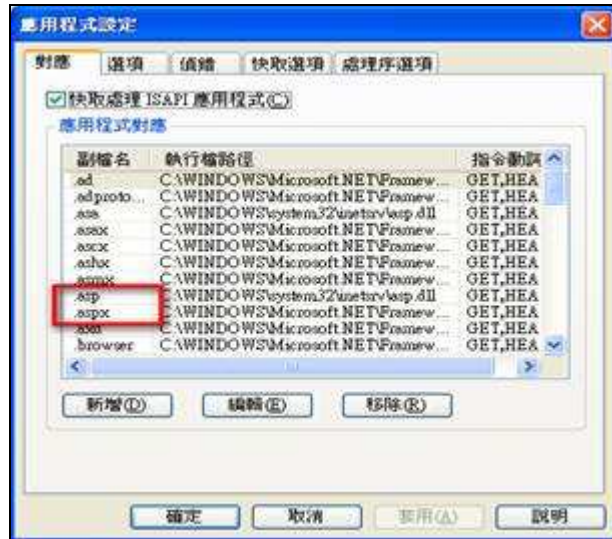 應用程式設定
對應 選項 偵錯 快取選項 處理序選項
快取處理 ISAPI 應用程式(C)
應用程式對應
副檔名 執行檔路徑 指令動詞
.ad C:\WINDOWS\Microsoft.NET\Framew... GET,HEA
.adproto... C:\WINDOWS\Microsoft.NET\Framew... GET,HEA
.asa C:\WINDOWS\system32\inetsrv\asp.dll GET,HEA
.asax C:\WINDOWS\Microsoft.NET\Framew... GET,HEA
.ascx C:\WINDOWS\Microsoft.NET\Framew... GET,HEA
.ashx C:\WINDOWS\Microsoft.NET\Framew... GET,HEA
.asmx C:\WINDOWS\Microsoft.NET\Framew... GET,HEA
.asp C:\WINDOWS\system32\inetsrv\asp.dll GET,HEA
.aspx C:\WINDOWS\Microsoft.NET\Framew... GET,HEA
.axd C:\WINDOWS\Microsoft.NET\Framew... GET,HEA
.browser C:\WINDOWS\Microsoft.NET\Framew... GET,HEA
新增(D) 編輯(E) 移除(R)
確定 取消 套用(A) 說明